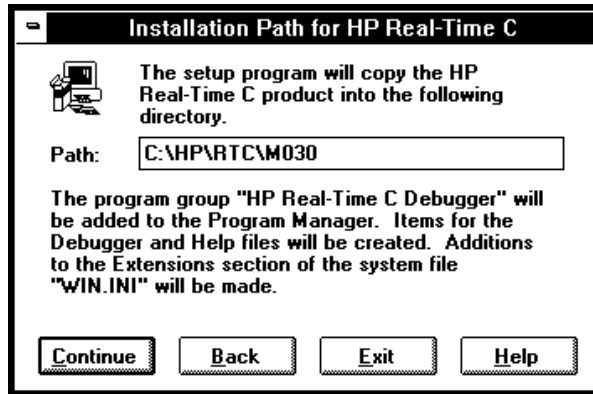 Installation Path for HP Real-Time C
The setup program will copy the HP
Real-Time C product into the following
directory.
Path: C:\HP\RTC\M030
The program group "HP Real-Time C Debugger" will
be added to the Program Manager. Items for the
Debugger and Help files will be created. Additions
to the Extensions section of the system file
"WIN.INI" will be made.
Continue Back Exit Help